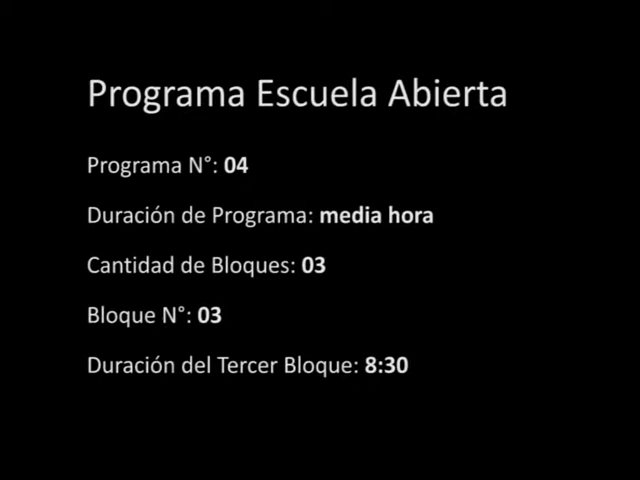 Programa Escuela Abierta
Programa N°: 04
Duración de Programa: media hora
Cantidad de Bloques: 03
Bloque N°: 03
Duración del Tercer Bloque: 8:30